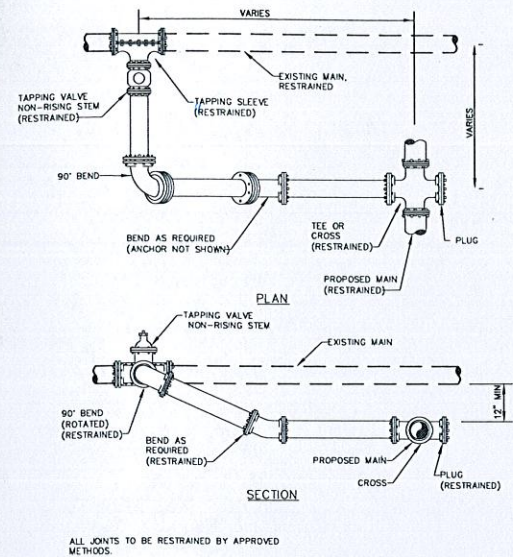 VARIES
EXISTING MAIN,
RESTRAINED
TAPPING VALVE
NON-RISING STEM
(RESTRAINED)
TAPPING SLEEVE
(RESTRAINED)
VARIES
90° BEND
BEND AS REQUIRED
(ANCHOR NOT SHOWN)
TEE OR
CROSS
(RESTRAINED)
PLUG
PROPOSED MAIN
(RESTRAINED)
PLAN
TAPPING VALVE
NON-RISING STEM
EXISTING MAIN
12" MIN
90° BEND
(ROTATED)
(RESTRAINED)
BEND AS
REQUIRED
(RESTRAINED)
PROPOSED MAIN
CROSS
PLUG
(RESTRAINED)
SECTION
ALL JOINTS TO BE RESTRAINED BY APPROVED
METHODS.